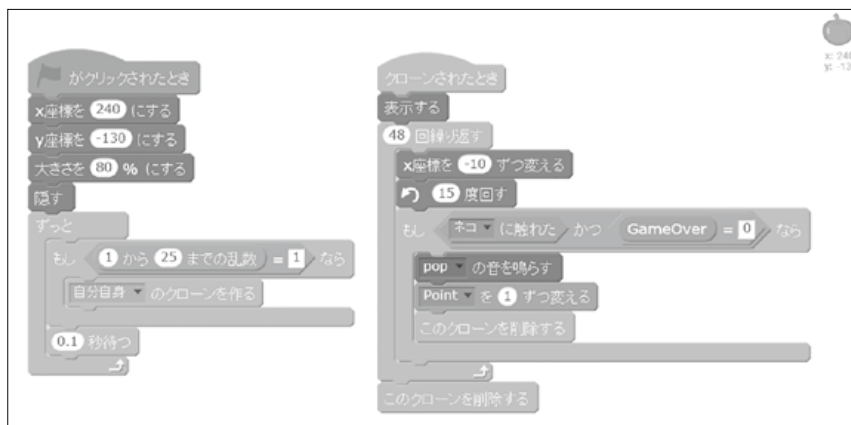 がクリックされたとき
x座標を 240 にする
y座標を -130 にする
大きさを 80 % にする
隠す
ずっと
もし 1 から 25 までの乱数 = 1 なら
自分自身 のクローンを作る
0.1 秒待つ
クローンされたとき
表示する
48 回繰り返す
x座標を -10 ずつ変える
15 度回す
もし ネコ に触れた かつ GameOver = 0 なら
pop の音を鳴らす
Point を 1 ずつ変える
このクローンを削除する
このクローンを削除する
x: 240
y: -13